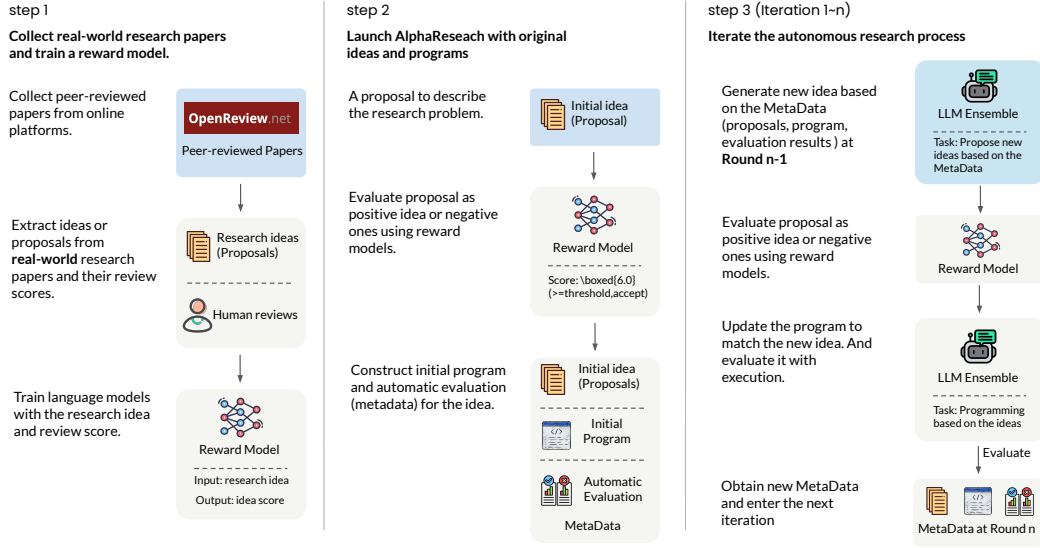 step 1
Collect real-world research papers
and train a reward model.
Collect peer-reviewed
papers from online
platforms.
OpenReview.net
Peer-reviewed Papers
Extract ideas or
proposals from
real-world research
papers and their review
scores.
Research ideas
(Proposals)
Human reviews
Train language models
with the research idea
and review score.
Reward Model
Input: research idea
Output: idea score
step 2
Launch AlphaReseach with original
ideas and programs
A proposal to describe
the research problem.
Initial idea
(Proposal)
Evaluate proposal as
positive idea or negative
ones using reward
models.
Reward Model
Score: \boxed{6.0}
(>=threshold,accept)
Construct initial program
and automatic evaluation
(metadata) for the idea.
Initial idea
(Proposals)
Initial
Program
Automatic
Evaluation
MetaData
step 3 (Iteration 1~n)
Iterate the autonomous research process
Generate new idea based
on the MetaData
(proposals, program,
evaluation results ) at
Round n-1
LLM Ensemble
Task: Propose new
ideas based on the
MetaData
Evaluate proposal as
positive idea or negative
ones using reward
models.
Reward Model
Update the program to
match the new idea. And
evaluate it with
execution.
LLM Ensemble
Task: Programming
based on the ideas
Evaluate
Obtain new MetaData
and enter the next
iteration
MetaData at Round n